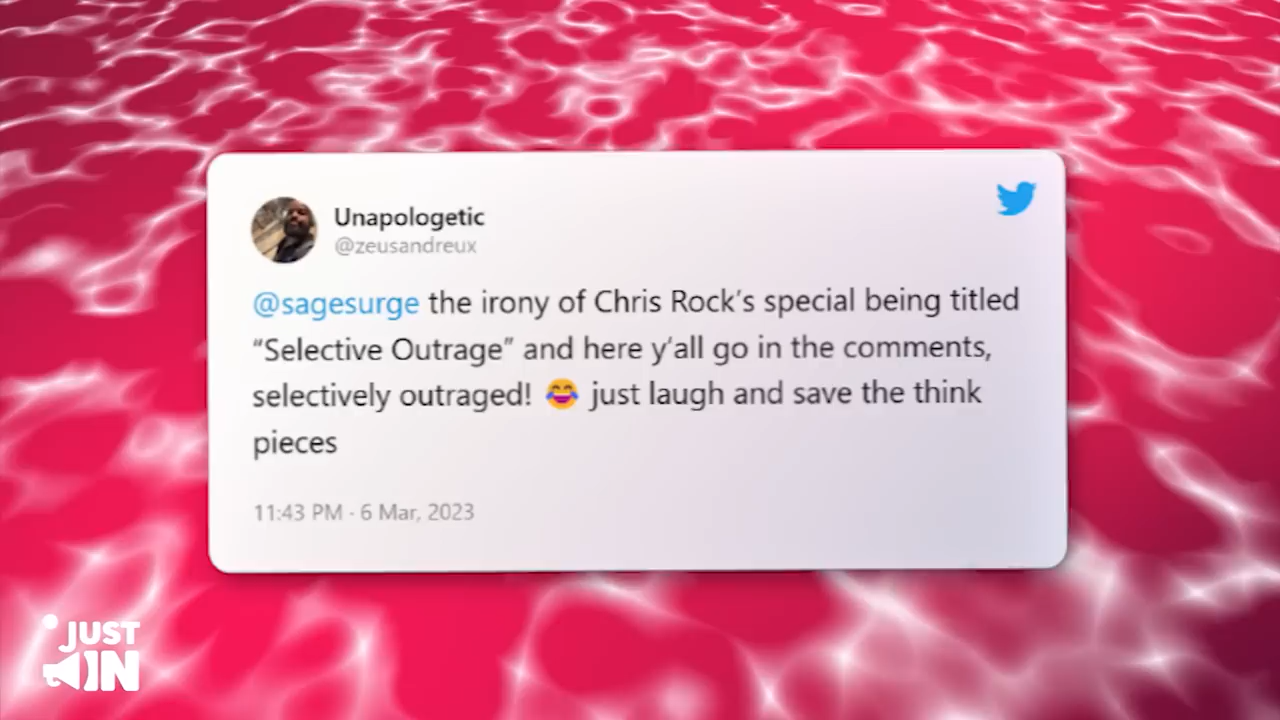 Unapologetic
@zeusandreux
@sagesurge the irony of Chris Rock’s special being titled
“Selective Outrage” and here y’all go in the comments,
selectively outraged! 😂 just laugh and save the think
pieces
11:43 PM · 6 Mar, 2023
JUST
IN